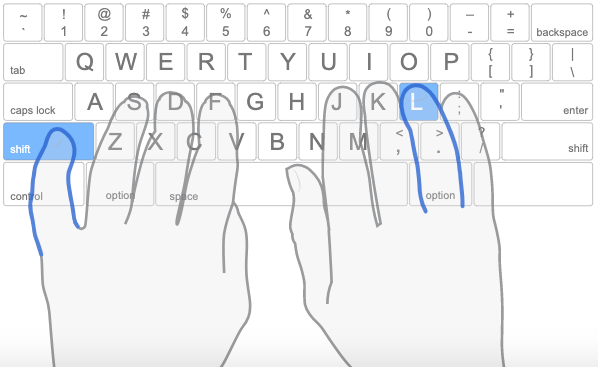 ~ ! @ # $ % ^ & * ( ) – +
` 1 2 3 4 5 6 7 8 9 0 - = backspace
tab Q W E R T Y U I O P { [ } ] | \
caps lock A S D F G H J K L : ; " ' enter
shift Z X C V B N M < , > . ? / shift
control option space option